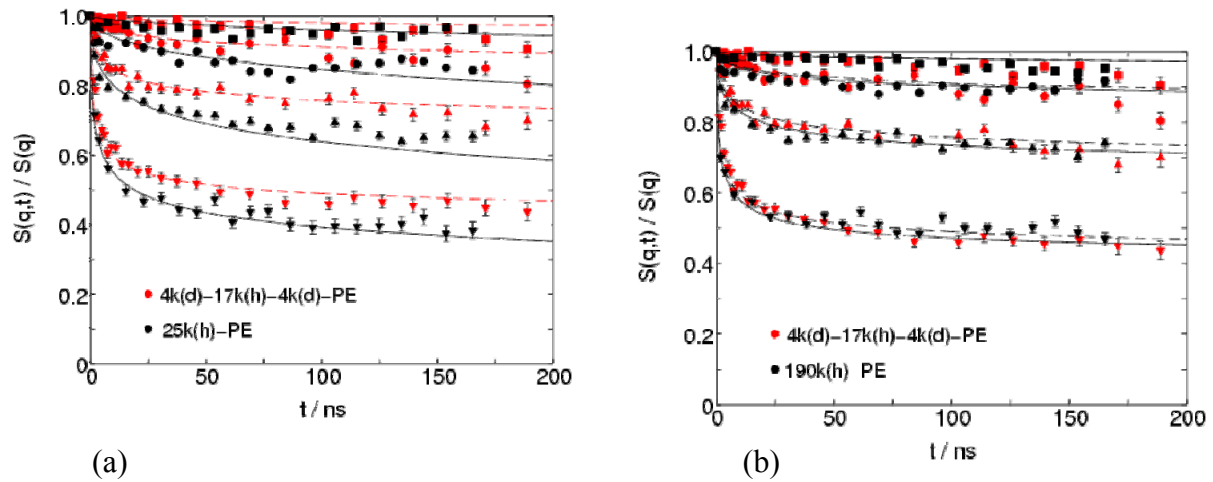 1.0
0.8
0.6
0.4
0.2
0
S(q,t) / S(q)
4k(d)-17k(h)-4k(d)-PE
25k(h)-PE
0 50 100 150 200
t / ns
(a)
1.0
0.8
0.6
0.4
0.2
0
S(q,t) / S(q)
4k(d)-17k(h)-4k(d)-PE
190k(h) PE
0 50 100 150 200
t / ns
(b)